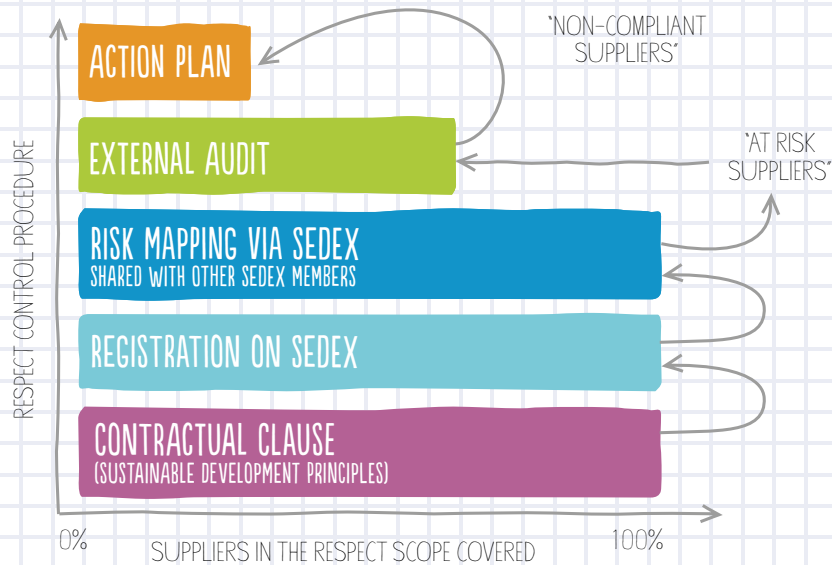 "NON-COMPLIANT
SUPPLIERS"
ACTION PLAN
EXTERNAL AUDIT
"AT RISK
SUPPLIERS"
RISK MAPPING VIA SEDEX
SHARED WITH OTHER SEDEX MEMBERS
REGISTRATION ON SEDEX
CONTRACTUAL CLAUSE
(SUSTAINABLE DEVELOPMENT PRINCIPLES)
RESPECT CONTROL PROCEDURE
0%
100%
SUPPLIERS IN THE RESPECT SCOPE COVERED